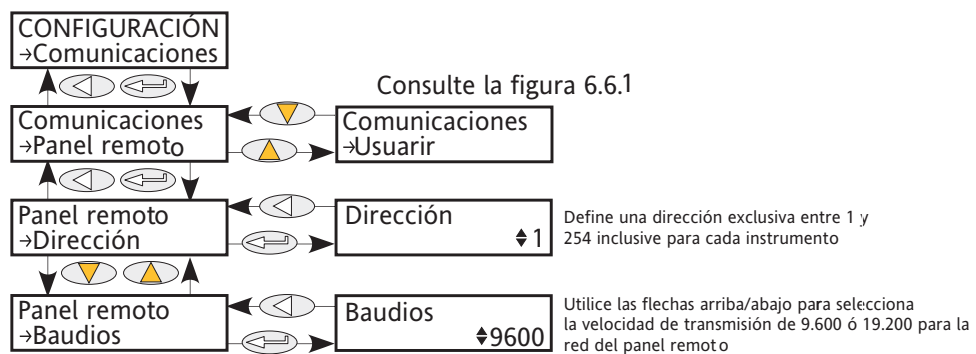 CONFIGURACIÓN
→Comunicaciones
Consulte la figura 6.6.1
Comunicaciones
→Panel remoto
Comunicaciones
→Usuarir
Panel remoto
→Dirección
Dirección
♦1
Define una dirección exclusiva entre 1 y
254 inclusive para cada instrumento
Panel remoto
→Baudios
Baudios
♦9600
Utilice las flechas arriba/abajo para selecciona
la velocidad de transmisión de 9.600 ó 19.200 para la
red del panel remoto